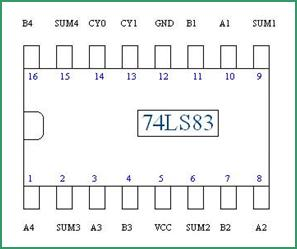 B4 SUM4 CY0 CY1 GND B1 A1 SUM1
16 15 14 13 12 11 10 9
74LS83
1 2 3 4 5 6 7 8
A4 SUM3 A3 B3 VCC SUM2 B2 A2